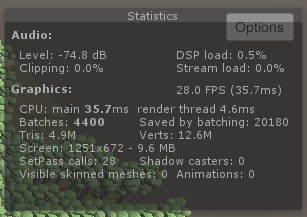 Statistics
Options
Audio:
Level: -74.8 dB DSP load: 0.5%
Clipping: 0.0% Stream load: 0.0%
Graphics: 28.0 FPS (35.7ms)
CPU: main 35.7ms render thread 4.6ms
Batches: 4400 Saved by batching: 20180
Tris: 4.9M Verts: 12.6M
Screen: 1251x672 - 9.6 MB
SetPass calls: 28 Shadow casters: 0
Visible skinned meshes: 0 Animations: 0